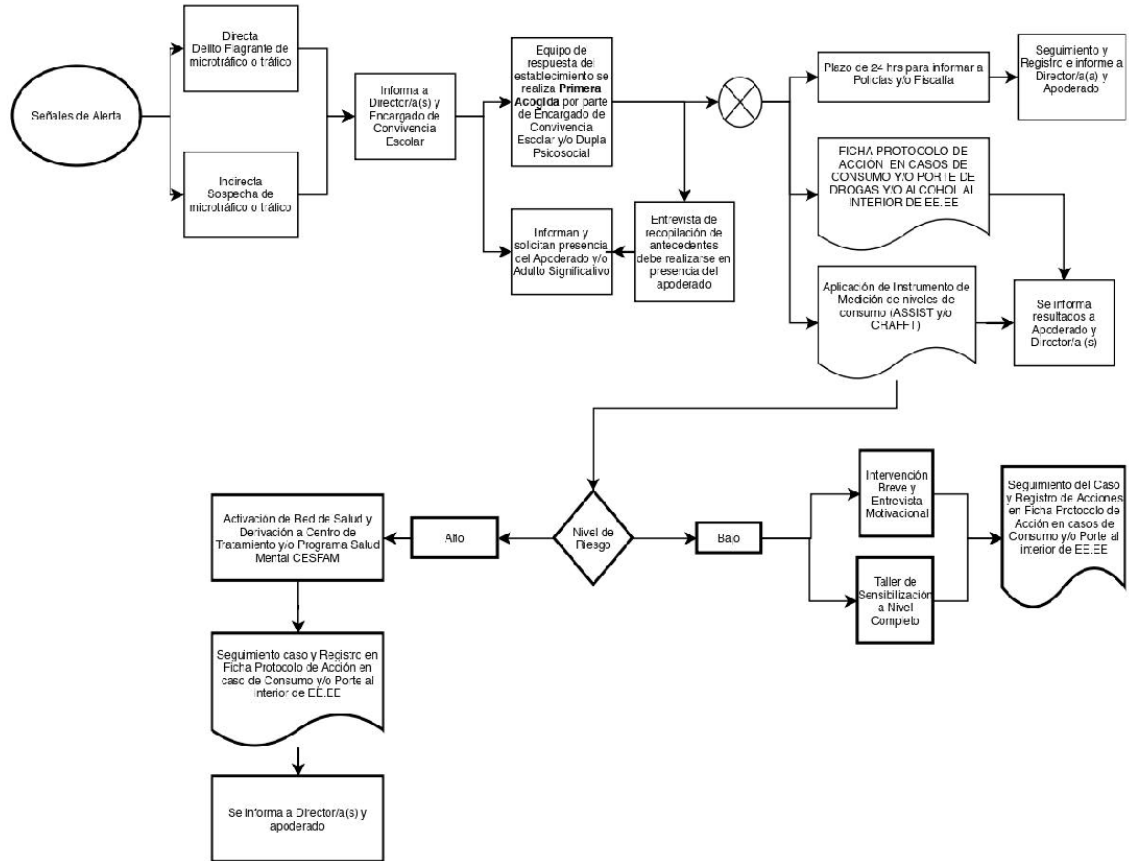 Señales de Alerta
Directa
Delito Flagrante de
microtráfico o tráfico
Indirecta
Sospecha de
microtráfico o tráfico
Informa a
Director/a(s) y
Encargado de
Convivencia
Escolar
Equipo de
respuesta del
establecimiento se
realiza Primera
Acogida por parte
de Encargado de
Convivencia
Escolar y/o Dupla
Psicosocial
Informan y
solicitan presencia
del Apoderado y/o
Adulto Significativo
Entrevista de
recopilación de
antecedentes
debe realizarse en
presencia del
apoderado
Plazo de 24 hrs para informar a
Policías y/o Fiscalía
Seguimiento y
Registro e informe a
Director/a(a) y
Apoderado
FICHA PROTOCOLO DE
ACCIÓN EN CASOS DE
CONSUMO Y/O PORTE DE
DROGAS Y/O ALCOHOL AL
INTERIOR DE EE.EE
Aplicación de Instrumento de
Medición de niveles de
consumo (ASSIST y/o
CRAFFT)
Se informa
resultados a
Apoderado y
Director/a (s)
Nivel de
Riesgo
Alto
Activación de Red de Salud y
Derivación a Centro de
Tratamiento y/o Programa Salud
Mental CESFAM
Seguimiento caso y Registro en
Ficha Protocolo de Acción en
caso de Consumo y/o Porte al
Interior de EE.EE
Se informa a Director/a(s) y
apoderado
Bajo
Intervención
Breve y
Entrevista
Motivacional
Taller de
Sensibilización
a Nivel
Completo
Seguimiento del Caso
y Registro de Acciones
en Ficha Protocolo de
Acción en casos de
Consumo y/o Porte al
interior de EE.EE